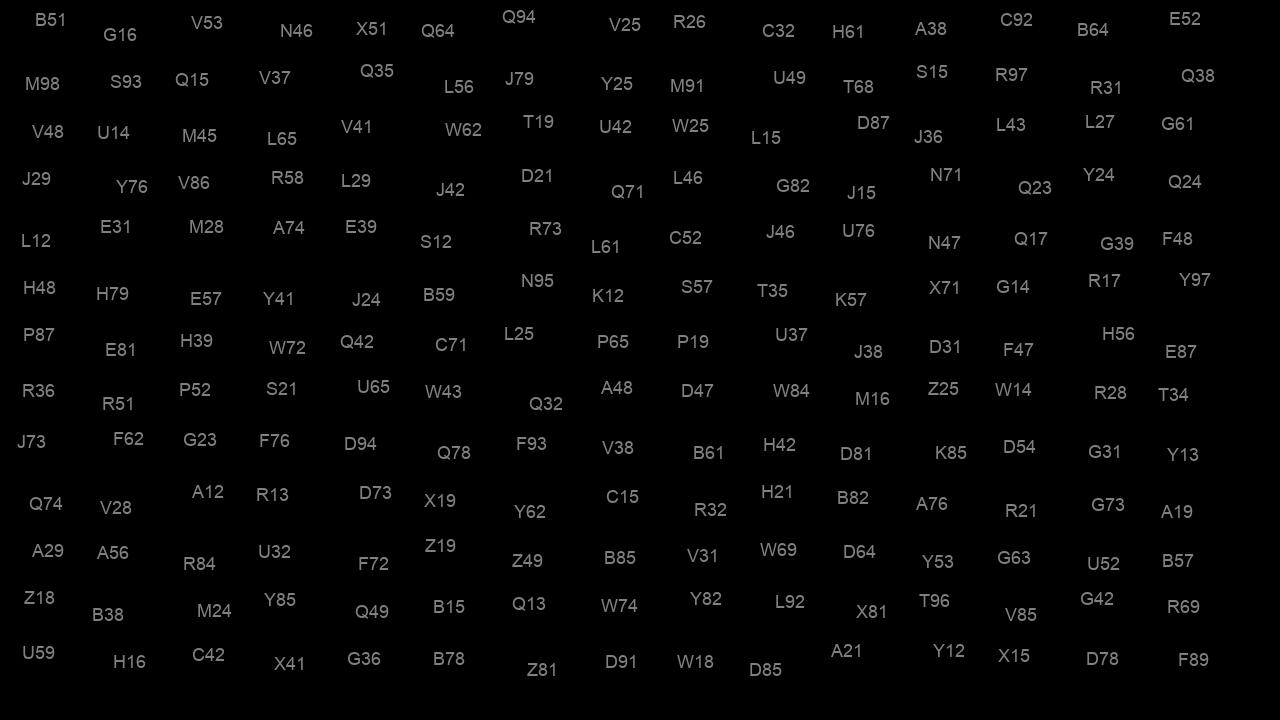 B51 G16 V53 N46 X51 Q64 Q94 V25 R26 C32 H61 A38 C92 B64 E52
M98 S93 Q15 V37 Q35 L56 J79 Y25 M91 U49 T68 S15 R97 R31 Q38
V48 U14 M45 L65 V41 W62 T19 U42 W25 L15 D87 J36 L43 L27 G61
J29 Y76 V86 R58 L29 J42 D21 Q71 L46 G82 J15 N71 Q23 Y24 Q24
L12 E31 M28 A74 E39 S12 R73 L61 C52 J46 U76 N47 Q17 G39 F48
H48 H79 E57 Y41 J24 B59 N95 K12 S57 T35 K57 X71 G14 R17 Y97
P87 E81 H39 W72 Q42 C71 L25 P65 P19 U37 J38 D31 F47 H56 E87
R36 R51 P52 S21 U65 W43 Q32 A48 D47 W84 M16 Z25 W14 R28 T34
J73 F62 G23 F76 D94 Q78 F93 V38 B61 H42 D81 K85 D54 G31 Y13
Q74 V28 A12 R13 D73 X19 Y62 C15 R32 H21 B82 A76 R21 G73 A19
A29 A56 R84 U32 F72 Z19 Z49 B85 V31 W69 D64 Y53 G63 U52 B57
Z18 B38 M24 Y85 Q49 B15 Q13 W74 Y82 L92 X81 T96 V85 G42 R69
U59 H16 C42 X41 G36 B78 Z81 D91 W18 D85 A21 Y12 X15 D78 F89